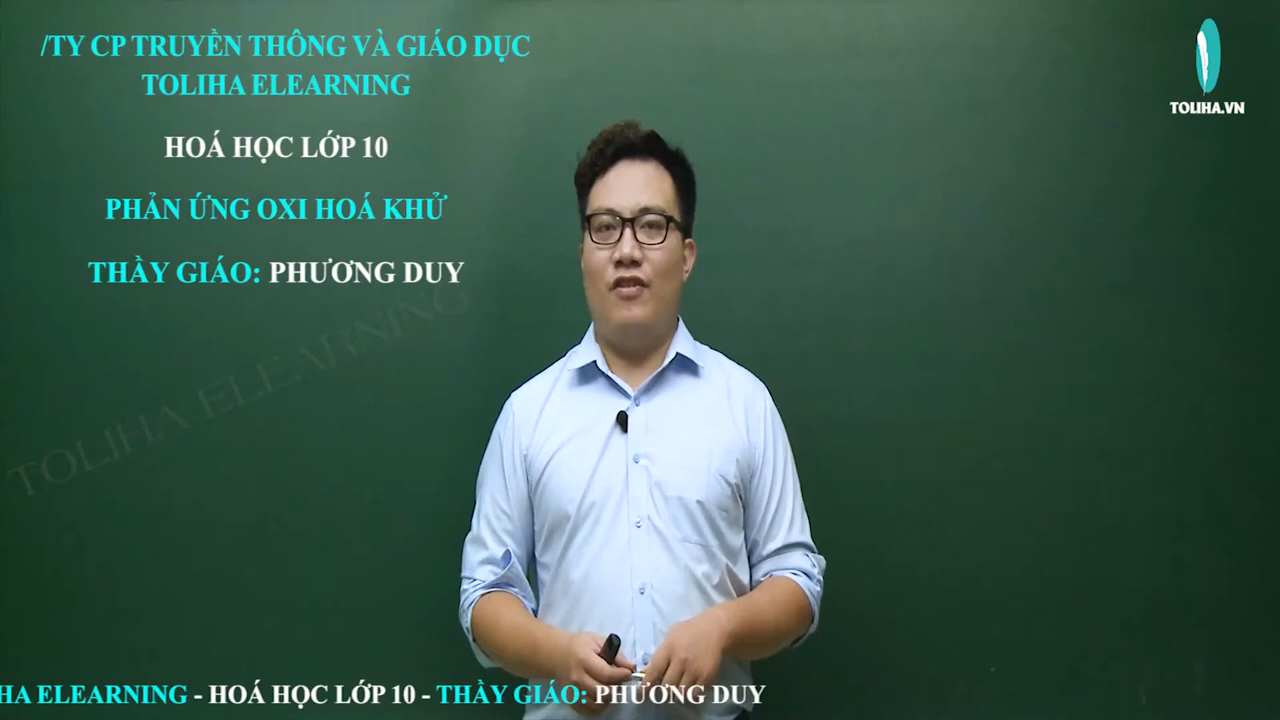 /TY CP TRUYỀN THÔNG VÀ GIÁO DỤC
TOLIHA ELEARNING
TOLIHA.VN
HOÁ HỌC LỚP 10
PHẢN ỨNG OXI HOÁ KHỬ
THẦY GIÁO: PHƯƠNG DUY
TOLIHA ELEARNING
HA ELEARNING - HOÁ HỌC LỚP 10 - THẦY GIÁO: PHƯƠNG DUY